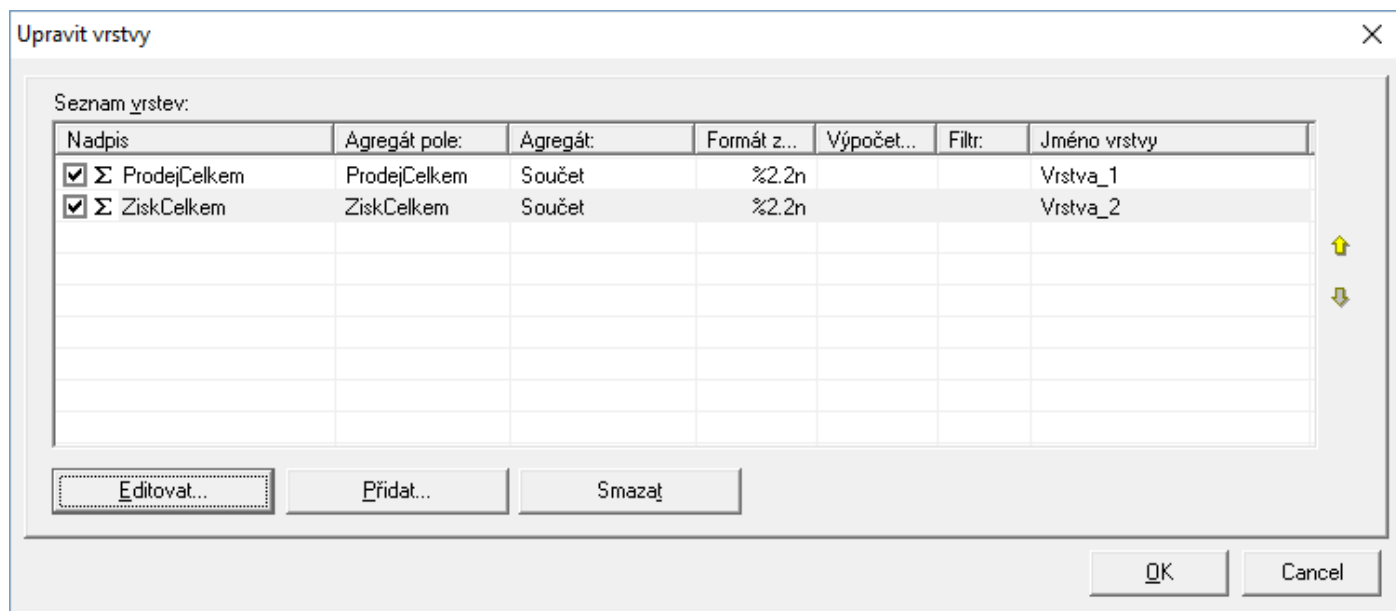 Upravit vrstvy
Seznam vrstev:
Nadpis Agregát pole: Agregát: Formát z... Výpočet... Filtr: Jméno vrstvy
Σ ProdejCelkem ProdejCelkem Součet %2.2n Vrstva_1
Σ ZiskCelkem ZiskCelkem Součet %2.2n Vrstva_2
Editovat... Přidat... Smazat
OK Cancel